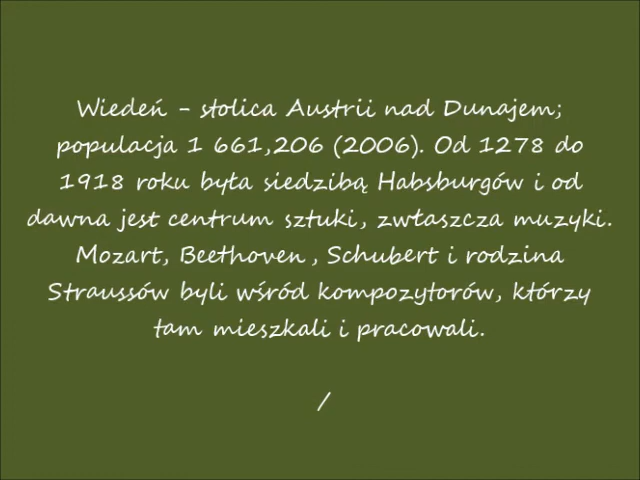 Wiedeń - stolica Austrii nad Dunajem;
populacja 1 661,206 (2006). Od 1278 do
1918 roku była siedzibą Habsburgów i od
dawna jest centrum sztuki, zwłaszcza muzyki.
Mozart, Beethoven , Schubert i rodzina
Straussów byli wśród kompozytorów, którzy
tam mieszkali i pracowali.
/